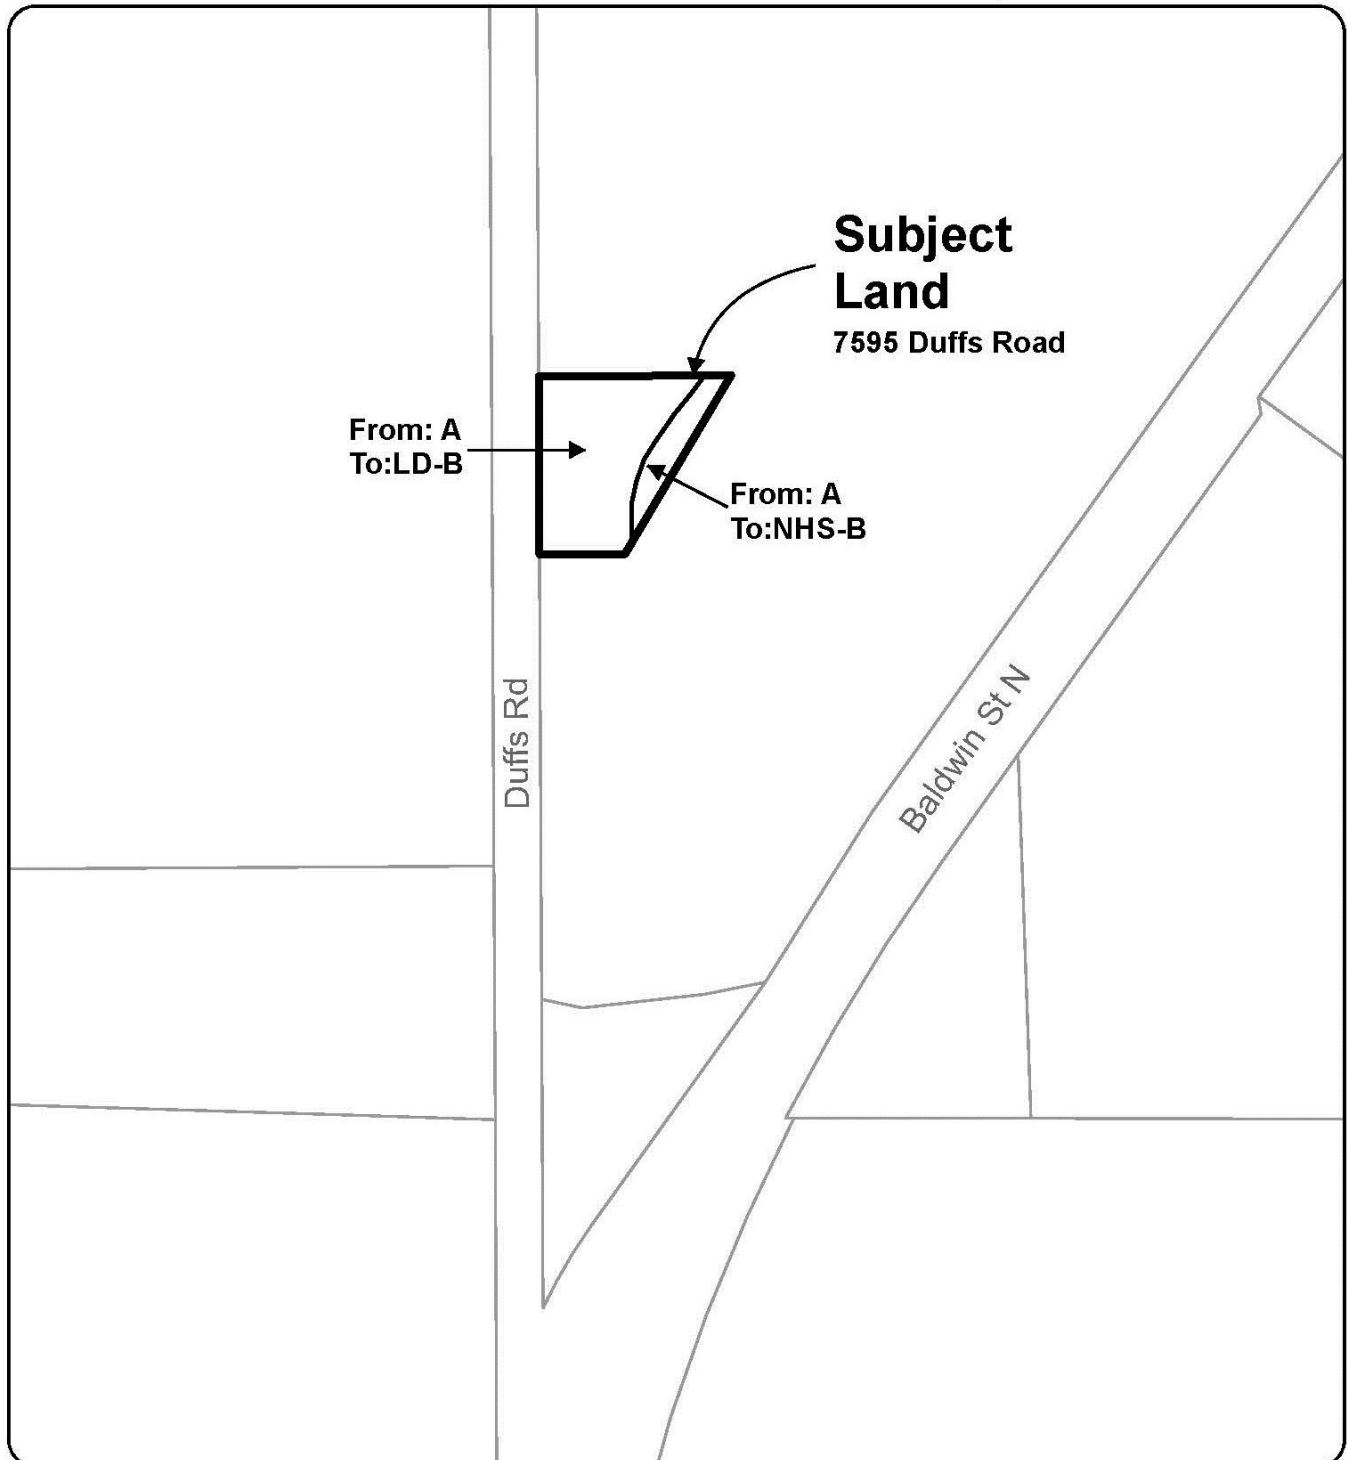 Subject
Land
7595 Duffs Road
From: A
To:LD-B
From: A
To:NHS-B
Duffs Rd
Baldwin St N